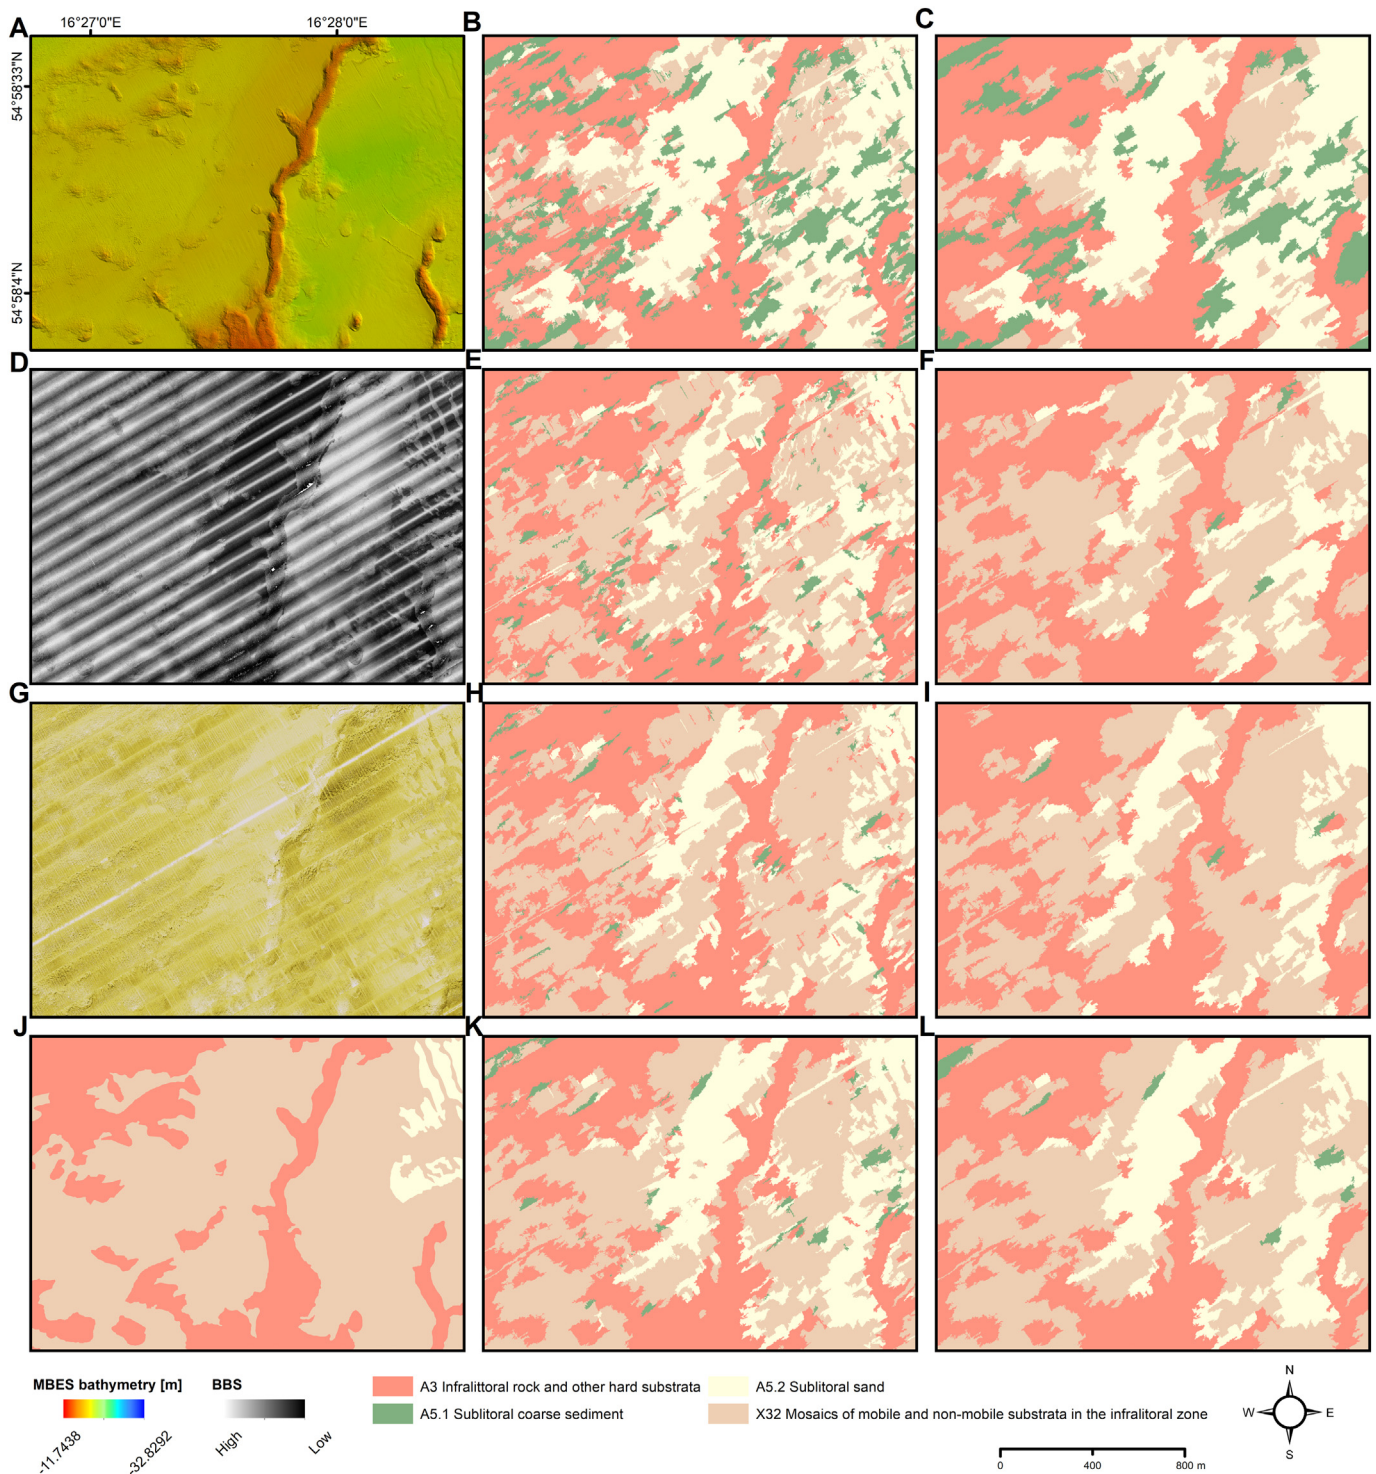 16°27'0"E
16°28'0"E
A
B
C
54°58'33"N
54°58'4"N
D
E
F
G
H
I
J
K
L
MBES bathymetry [m]
-11.7438
-32.8292
BBS
High
Low
A3 Infralittoral rock and other hard substrata
A5.1 Sublitoral coarse sediment
A5.2 Sublitoral sand
X32 Mosaics of mobile and non-mobile substrata in the infralitoral zone
N
W
E
S
0
400
800 m